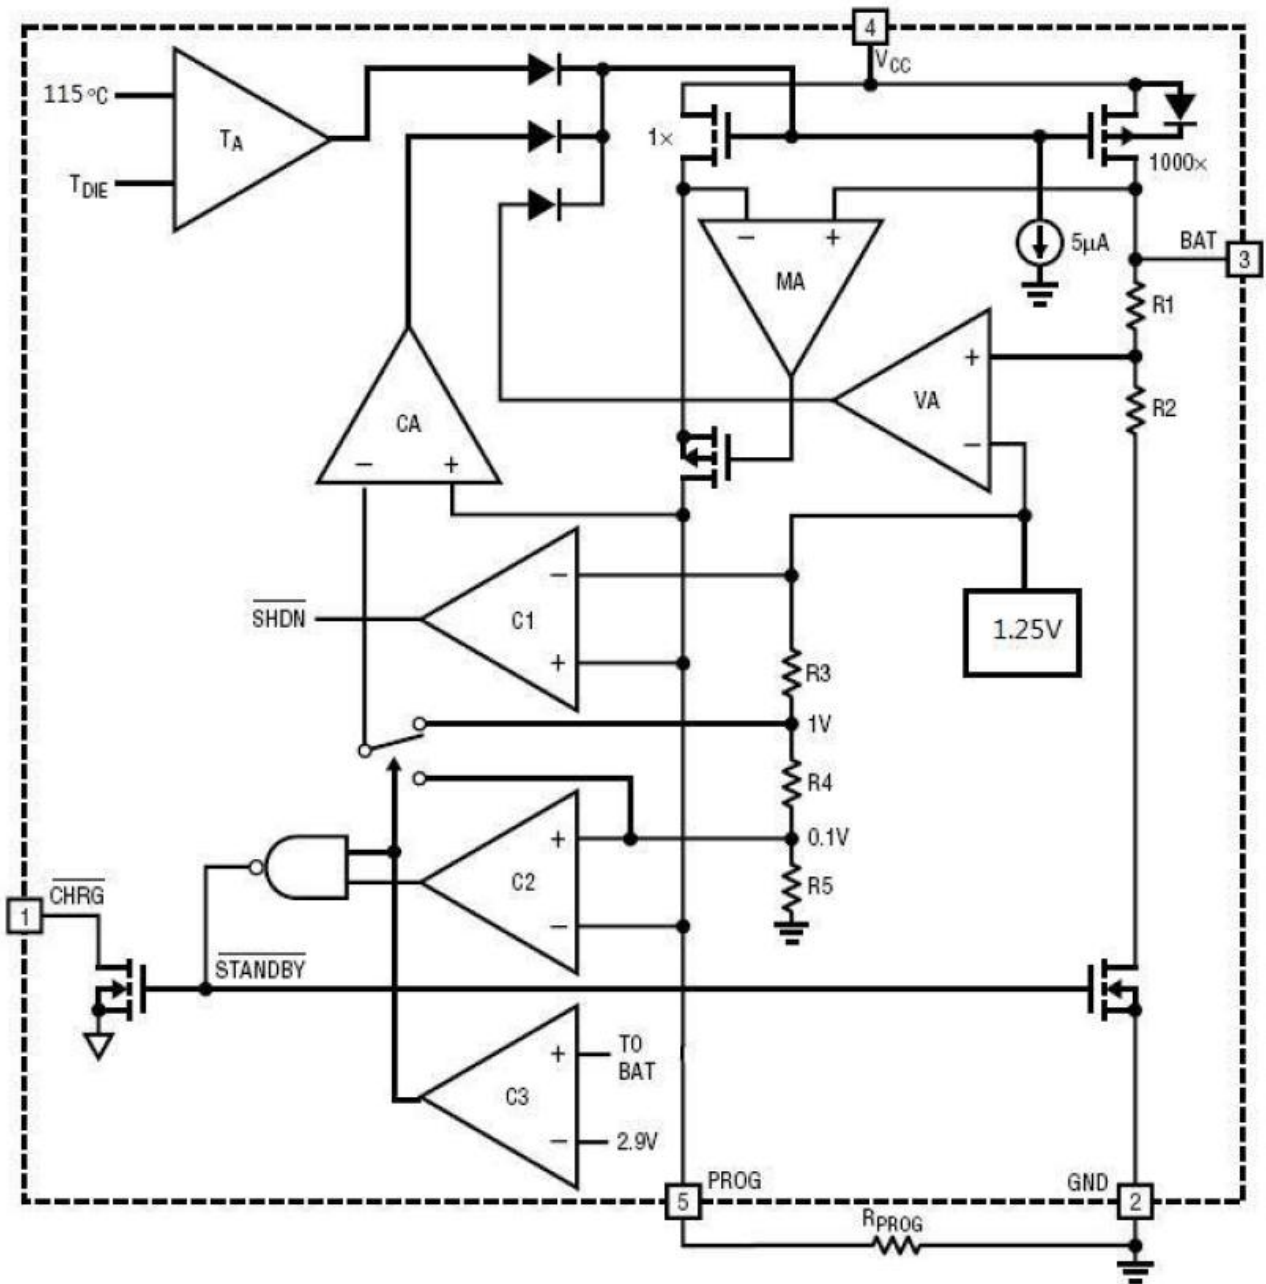 4
VCC
115°C
TA
TDIE
1×
1000×
– +
MA
5μA
BAT
3
R1
+
VA
–
R2
CA
– +
–
C1
+
SHDN
1.25V
R3
1V
R4
+
0.1V
C2
R5
–
CHRG
1
STANDBY
+
TO
BAT
C3
–
2.9V
PROG
5
GND
2
RPROG